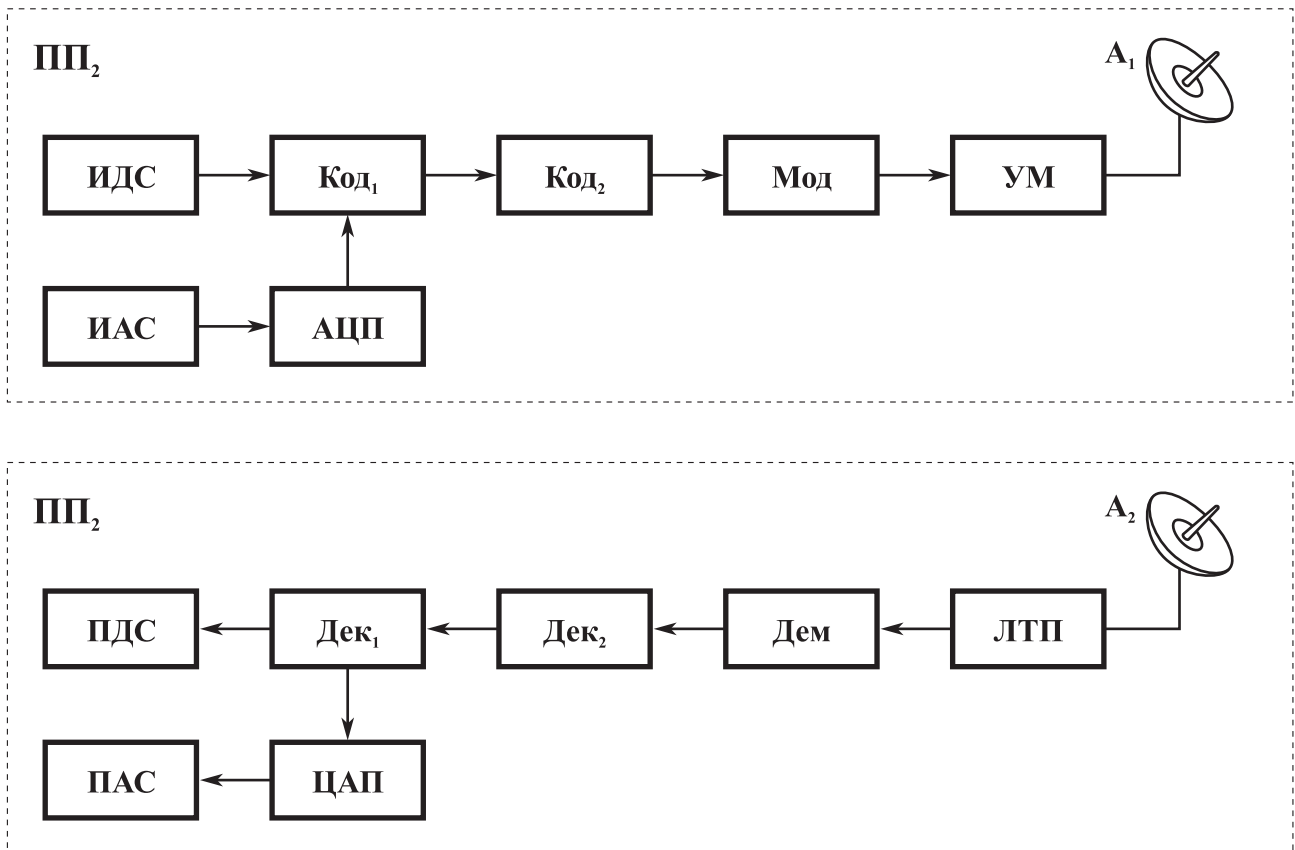 ПП₂
А₁
ИДС Код₁ Код₂ Мод УМ
ИАС АЦП
ПП₂
А₂
ПДС Дек₁ Дек₂ Дем ЛТП
ПАС ЦАП